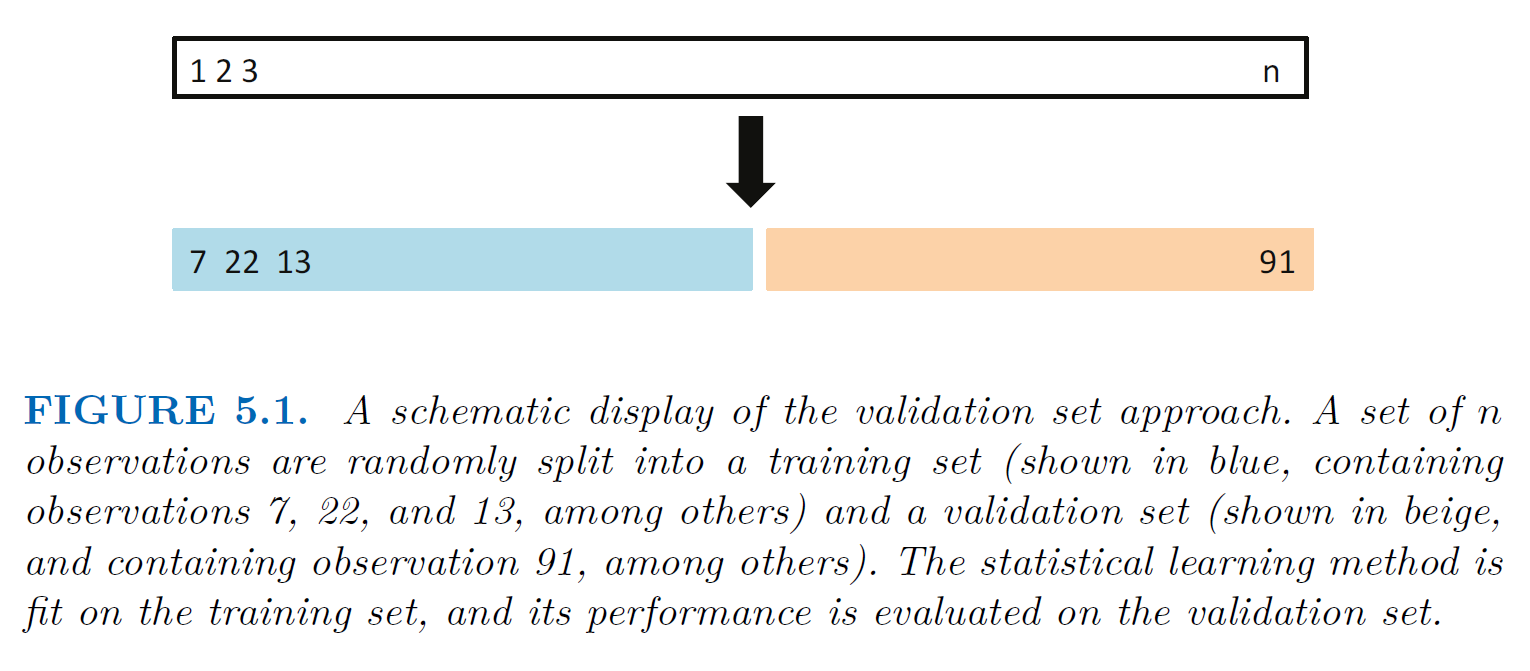 1 2 3 n
7 22 13 91
FIGURE 5.1. A schematic display of the validation set approach. A set of n
observations are randomly split into a training set (shown in blue, containing
observations 7, 22, and 13, among others) and a validation set (shown in beige,
and containing observation 91, among others). The statistical learning method is
fit on the training set, and its performance is evaluated on the validation set.